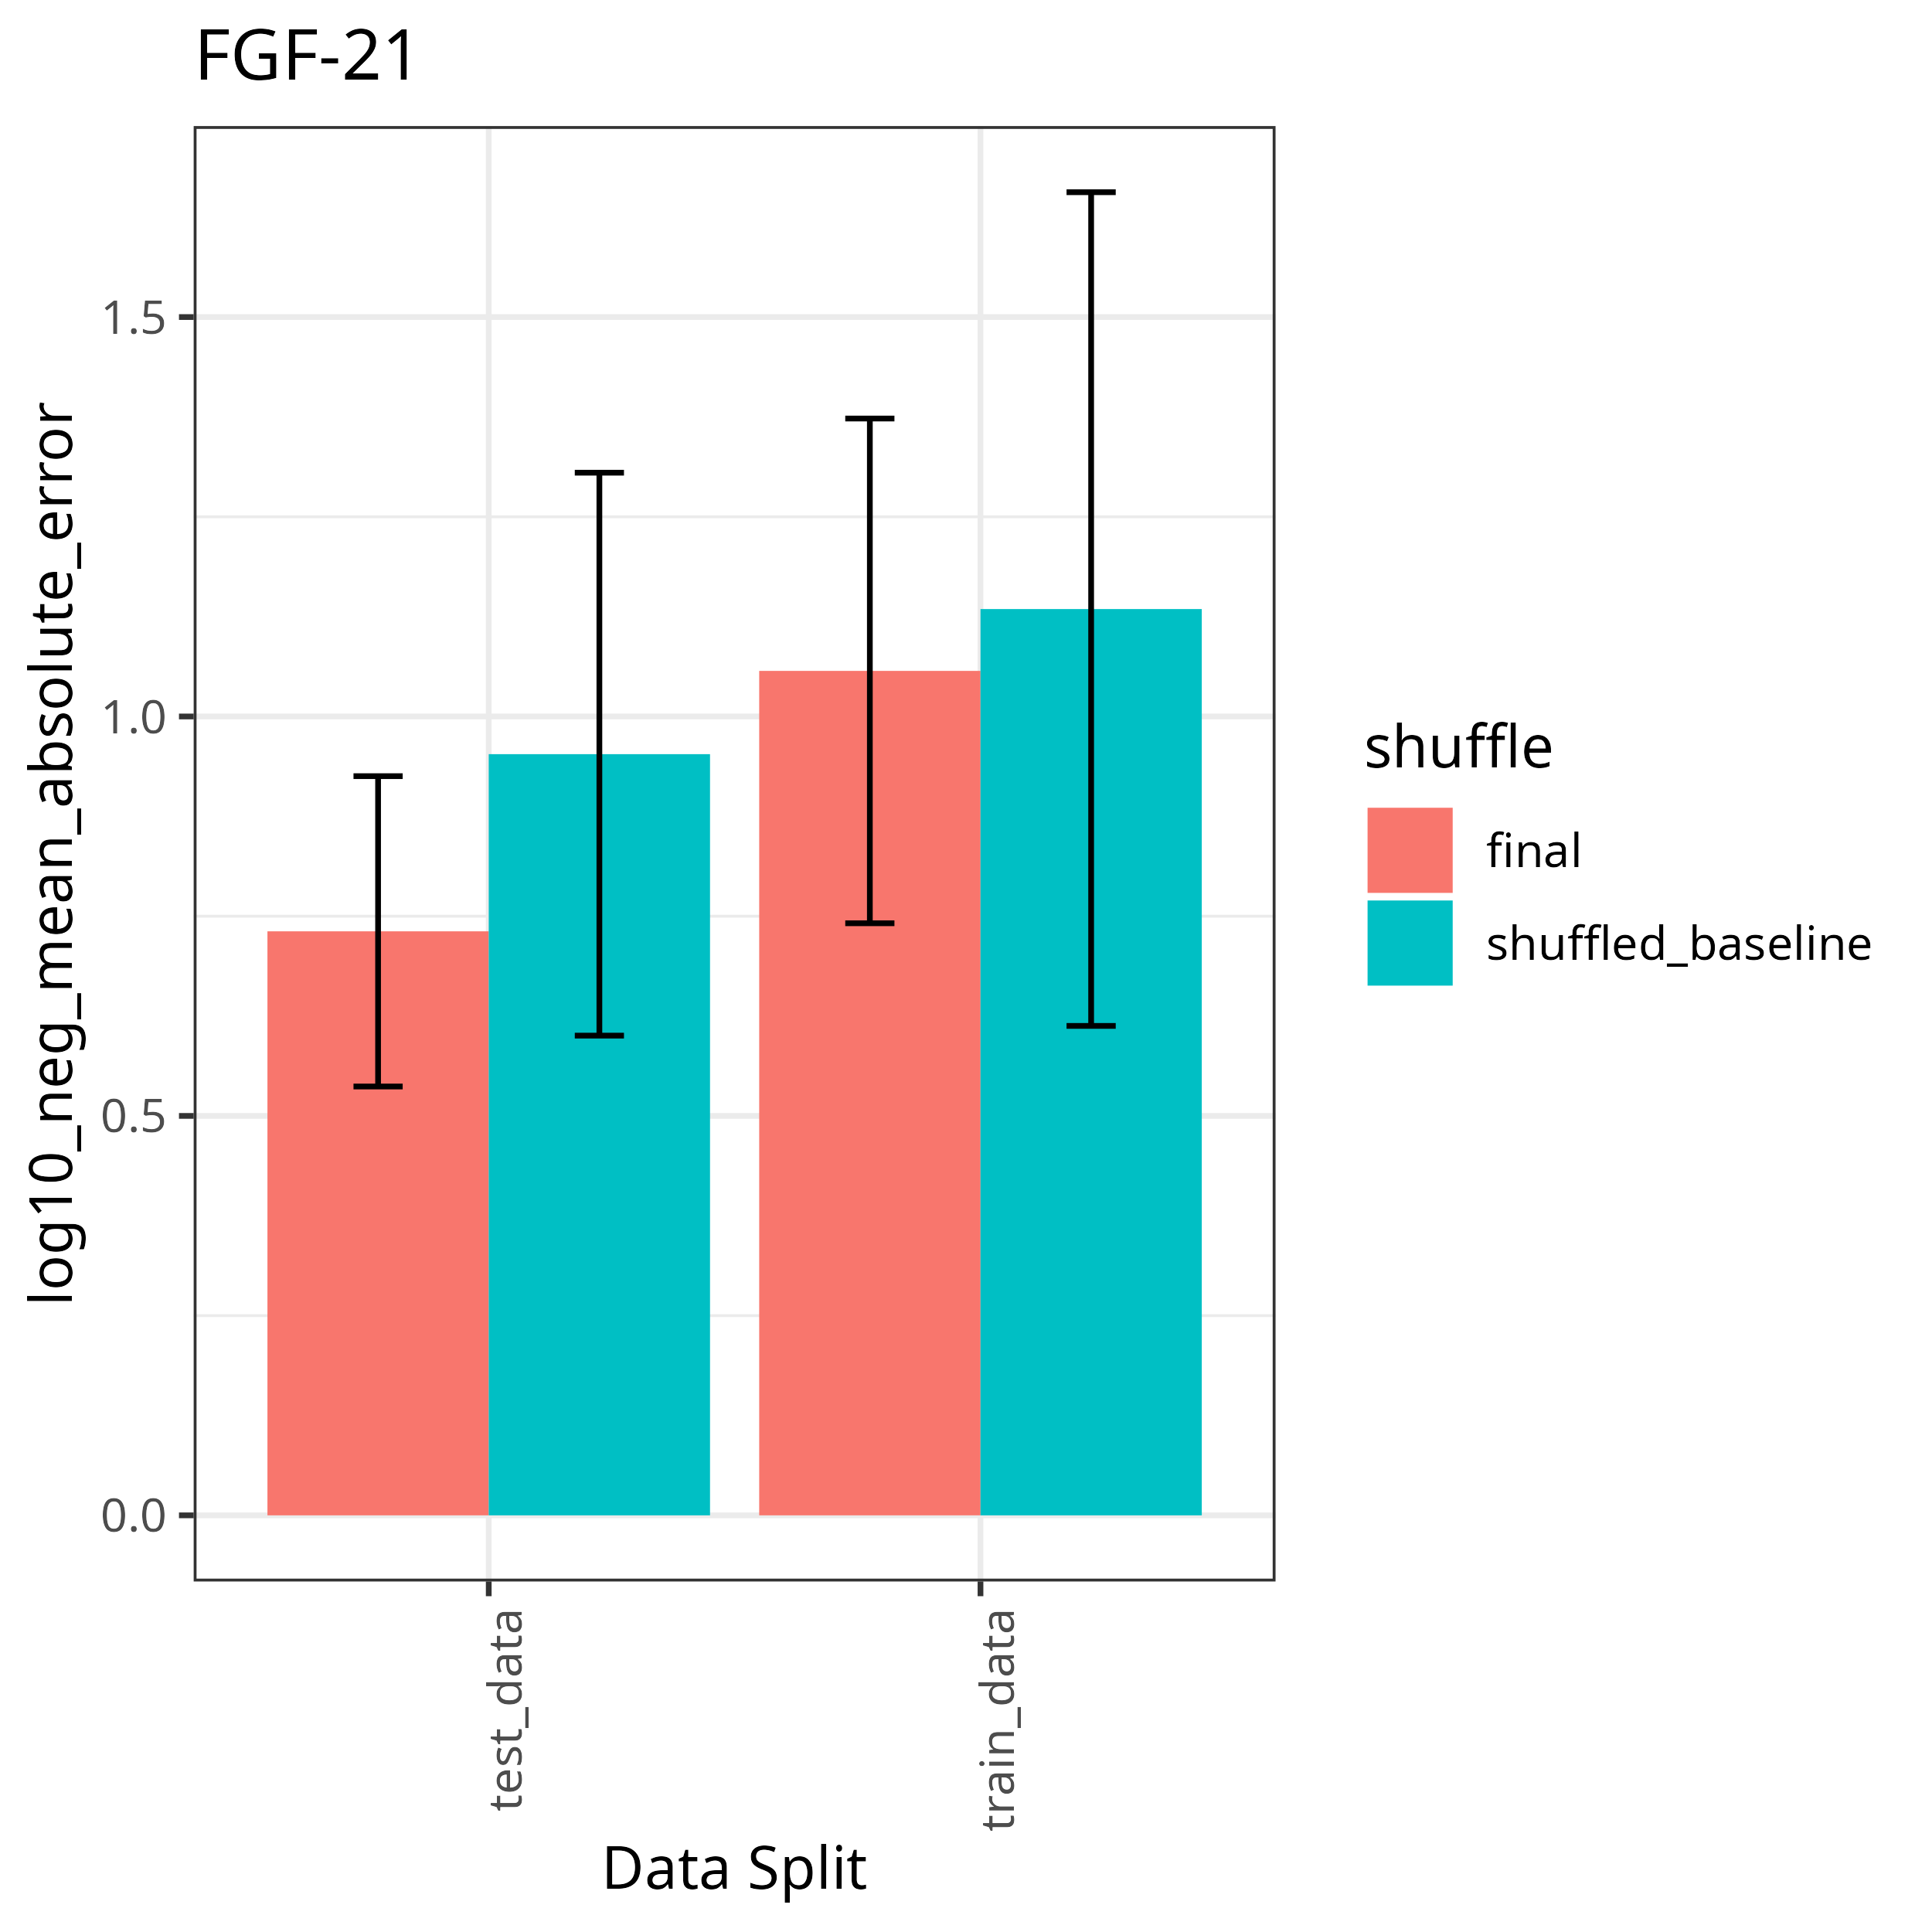 FGF-21
log10_neg_mean_absolute_error
1.5
1.0
0.5
0.0
test_data
train_data
Data Split
shuffle
final
shuffled_baseline